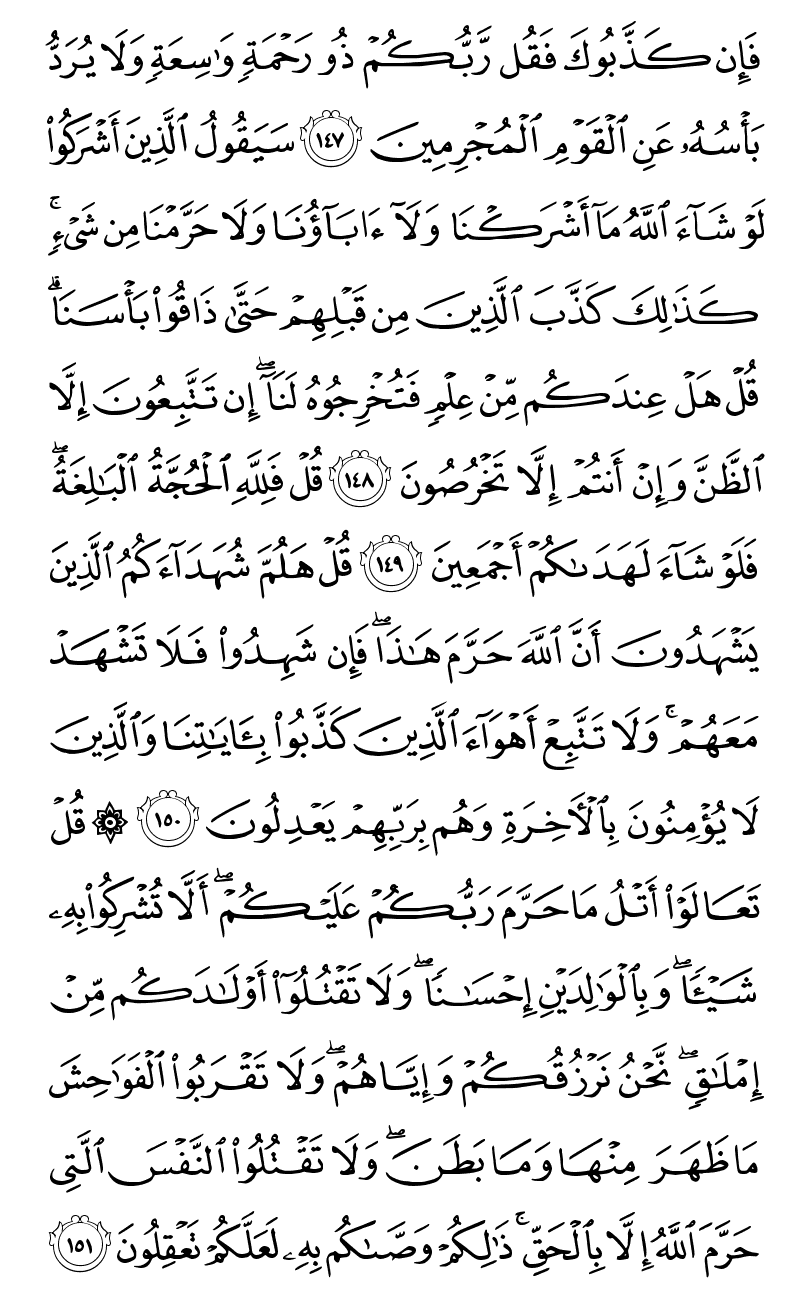 فَإِن كَذَّبُوكَ فَقُل رَّبُّكُمْ ذُو رَحْمَةٍ وَٰسِعَةٍ وَلَا يُرَدُّ
بَأْسُهُۥ عَنِ ٱلْقَوْمِ ٱلْمُجْرِمِينَ ١٤٧ سَيَقُولُ ٱلَّذِينَ أَشْرَكُوا۟
لَوْ شَآءَ ٱللَّهُ مَآ أَشْرَكْنَا وَلَآ ءَابَآؤُنَا وَلَا حَرَّمْنَا مِن شَىْءٍ ۚ
كَذَٰلِكَ كَذَّبَ ٱلَّذِينَ مِن قَبْلِهِمْ حَتَّىٰ ذَاقُوا۟ بَأْسَنَا ۗ
قُلْ هَلْ عِندَكُم مِّنْ عِلْمٍ فَتُخْرِجُوهُ لَنَآ ۖ إِن تَتَّبِعُونَ إِلَّا
ٱلظَّنَّ وَإِنْ أَنتُمْ إِلَّا تَخْرُصُونَ ١٤٨ قُلْ فَلِلَّهِ ٱلْحُجَّةُ ٱلْبَٰلِغَةُ ۖ
فَلَوْ شَآءَ لَهَدَىٰكُمْ أَجْمَعِينَ ١٤٩ قُلْ هَلُمَّ شُهَدَآءَكُمُ ٱلَّذِينَ
يَشْهَدُونَ أَنَّ ٱللَّهَ حَرَّمَ هَٰذَا ۖ فَإِن شَهِدُوا۟ فَلَا تَشْهَدْ
مَعَهُمْ ۚ وَلَا تَتَّبِعْ أَهْوَآءَ ٱلَّذِينَ كَذَّبُوا۟ بِـَٔايَٰتِنَا وَٱلَّذِينَ
لَا يُؤْمِنُونَ بِٱلْـَٔاخِرَةِ وَهُم بِرَبِّهِمْ يَعْدِلُونَ ١٥٠ ۞ قُلْ
تَعَالَوْا۟ أَتْلُ مَا حَرَّمَ رَبُّكُمْ عَلَيْكُمْ ۖ أَلَّا تُشْرِكُوا۟ بِهِۦ
شَيْـًٔا ۖ وَبِٱلْوَٰلِدَيْنِ إِحْسَٰنًا ۖ وَلَا تَقْتُلُوٓا۟ أَوْلَٰدَكُم مِّنْ
إِمْلَٰقٍ ۖ نَّحْنُ نَرْزُقُكُمْ وَإِيَّاهُمْ ۖ وَلَا تَقْرَبُوا۟ ٱلْفَوَٰحِشَ
مَا ظَهَرَ مِنْهَا وَمَا بَطَنَ ۖ وَلَا تَقْتُلُوا۟ ٱلنَّفْسَ ٱلَّتِى
حَرَّمَ ٱللَّهُ إِلَّا بِٱلْحَقِّ ۚ ذَٰلِكُمْ وَصَّىٰكُم بِهِۦ لَعَلَّكُمْ تَعْقِلُونَ ١٥١